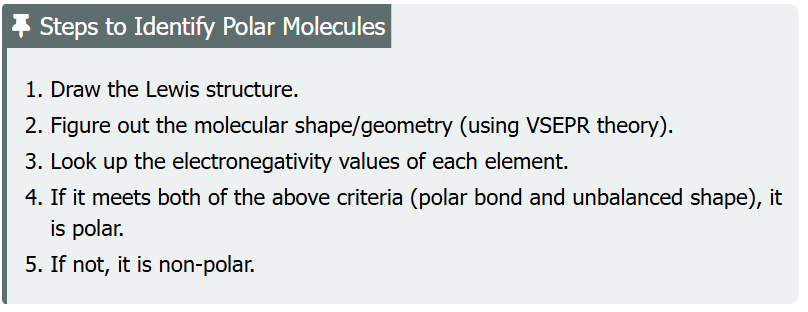 Steps to Identify Polar Molecules
1. Draw the Lewis structure.
2. Figure out the molecular shape/geometry (using VSEPR theory).
3. Look up the electronegativity values of each element.
4. If it meets both of the above criteria (polar bond and unbalanced shape), it
is polar.
5. If not, it is non-polar.